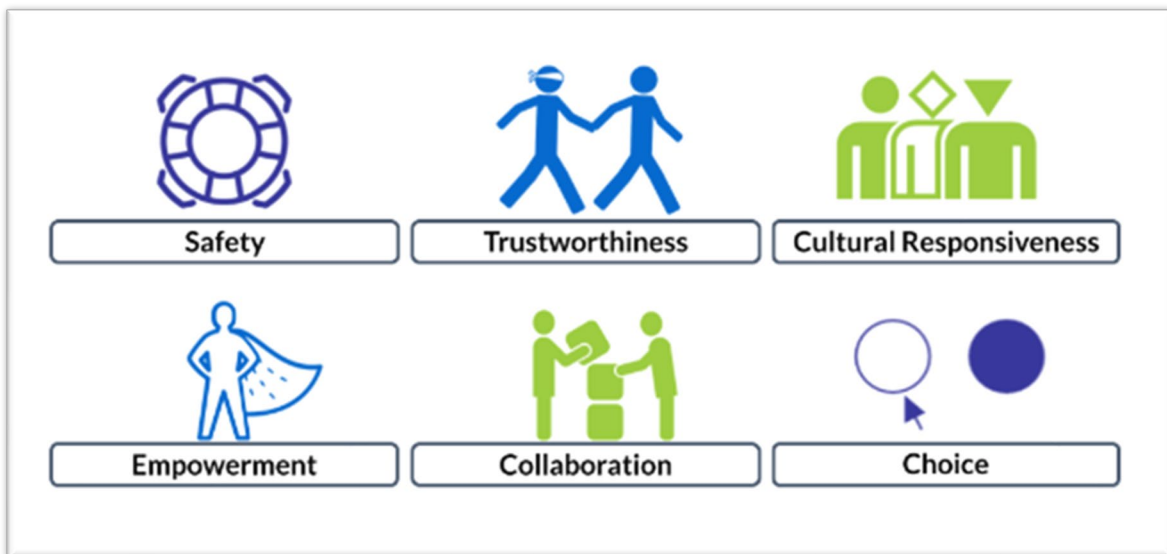 Safety
Trustworthiness
Cultural Responsiveness
Empowerment
Collaboration
Choice